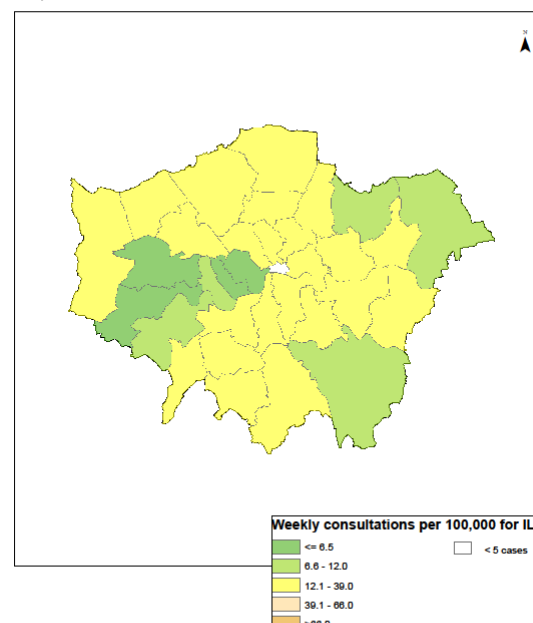 N
Weekly consultations per 100,000 for IL
<= 6.5
< 5 cases
6.6 - 12.0
12.1 - 39.0
39.1 - 66.0